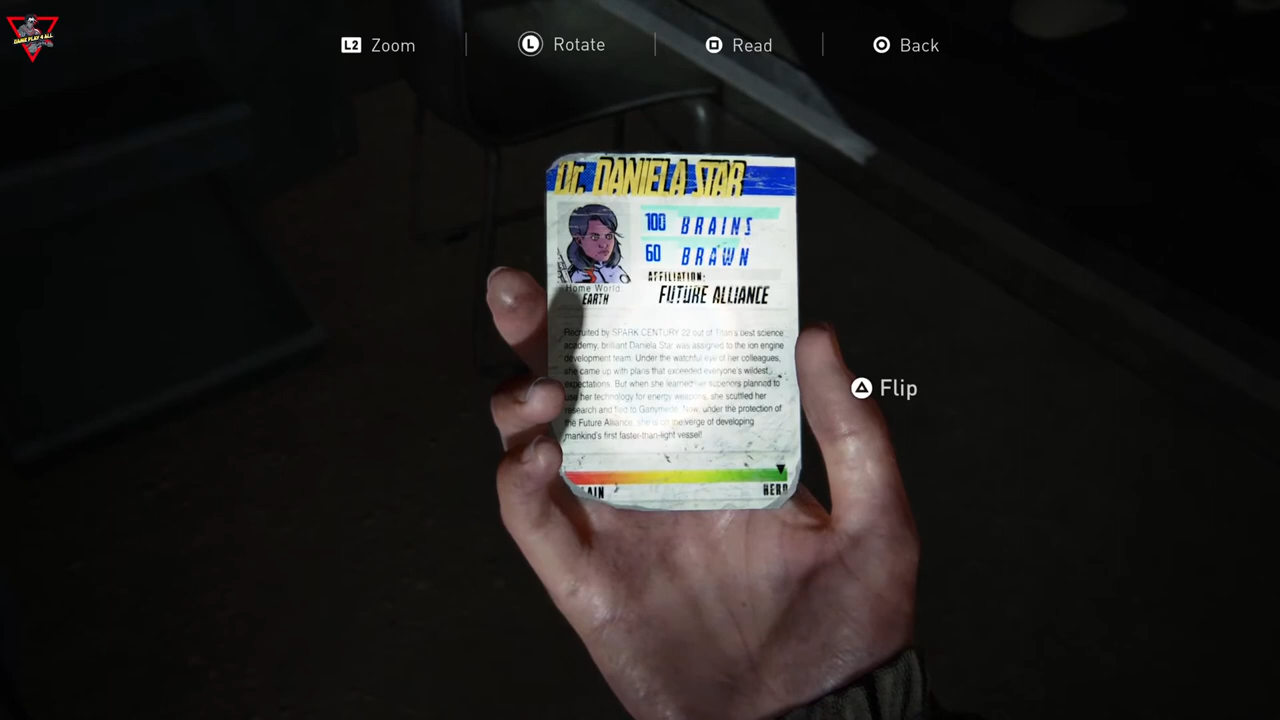 GAME PLAY 4 ALL
L2 Zoom
L Rotate
Read
Back
Dr. DANIELA STAR
100 BRAINS
60 BRAWN
AFFILIATION:
FUTURE ALLIANCE
Home World:
EARTH
Recruited by SPARK CENTURY 22 out of Titan's best science
academy, brilliant Daniela Star was assigned to the ion engine
development team. Under the watchful eye of her colleagues,
she came up with plans that exceeded everyone's wildest
expectations. But when she learned her superiors planned to
use her technology for energy weapons, she scuttled her
research and fled to Ganymede. Now, under the protection of
the Future Alliance, she is on the verge of developing
mankind's first faster-than-light vessel!
HERO
Flip